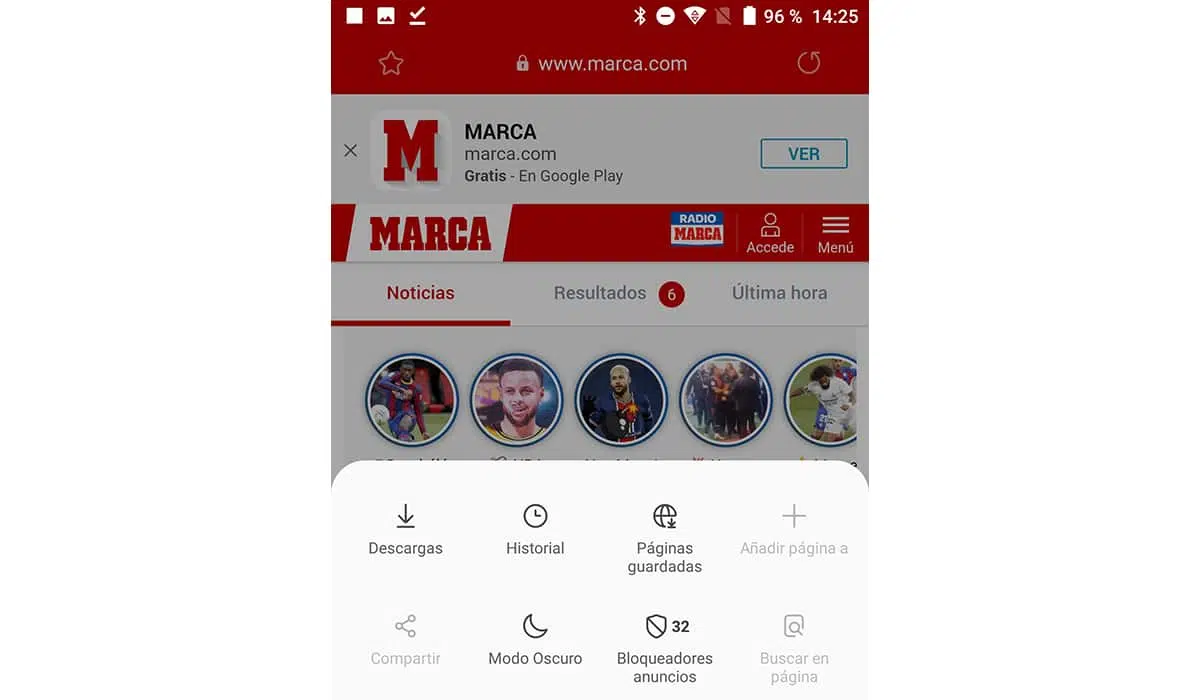 96 % 14:25
www.marca.com
M
MARCA
marca.com
Gratis - En Google Play
VER
MARCA
RADIO
MARCA
Accede
Menú
Noticias
Resultados 6
Última hora
Descargas
Historial
Páginas
guardadas
Añadir página a
Compartir
Modo Oscuro
32
Bloqueadores
anuncios
Buscar en
página